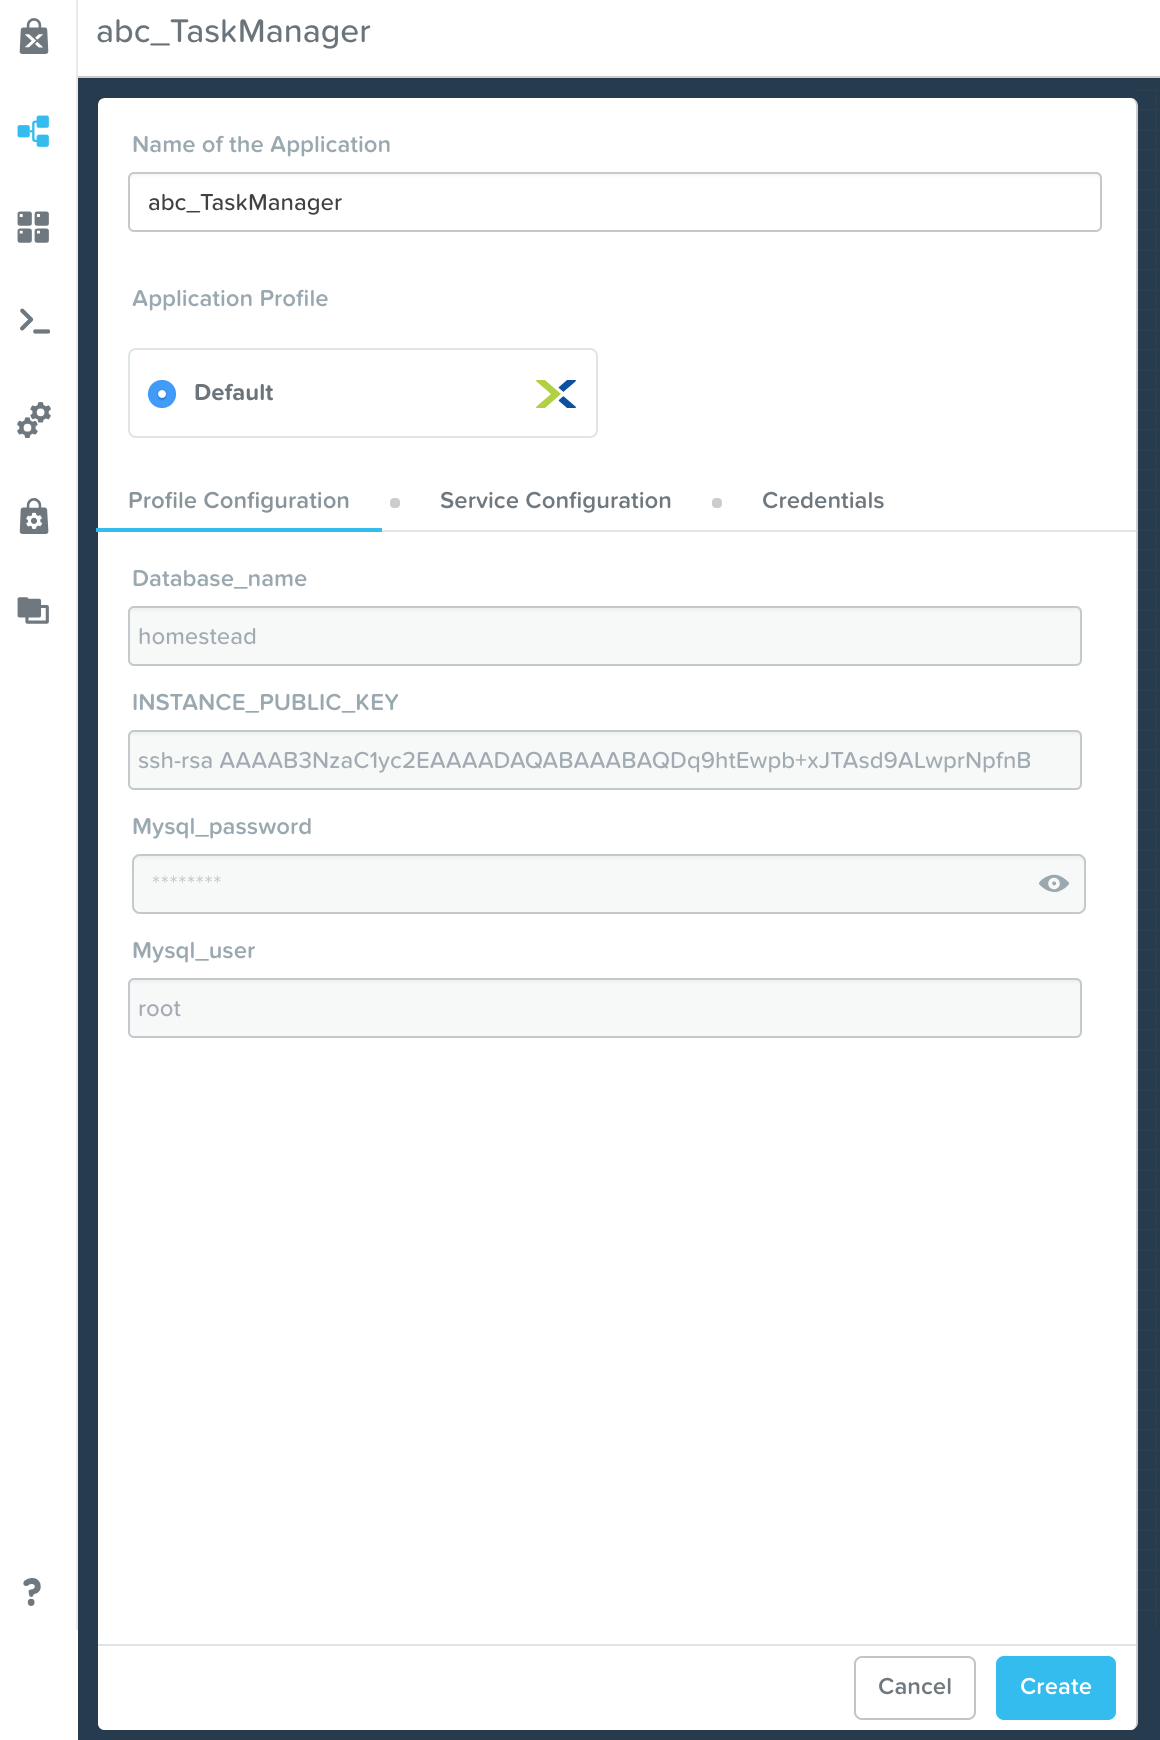 abc_TaskManager
Name of the Application
abc_TaskManager
Application Profile
Default
Profile Configuration
Service Configuration
Credentials
Database_name
homestead
INSTANCE_PUBLIC_KEY
ssh-rsa AAAAB3NzaC1yc2EAAAADAQABAAABAQDq9htEwpb+xJTAsd9ALwprNpfnB
Mysql_password
********
Mysql_user
root
?
Cancel
Create